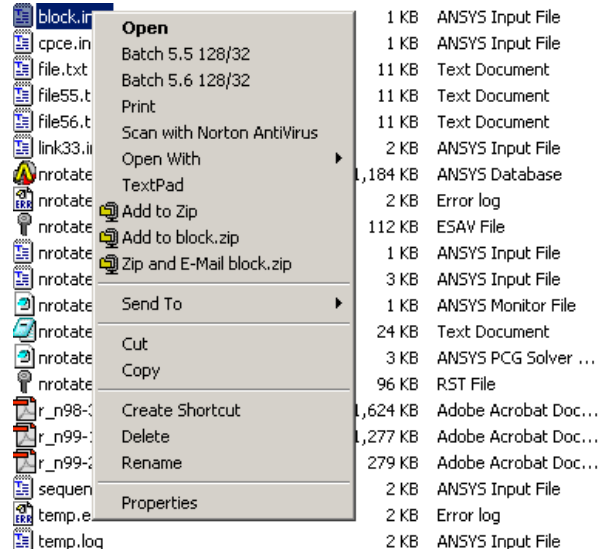 block.in 1 KB ANSYS Input File
Open
cpce.in 1 KB ANSYS Input File
Batch 5.5 128/32
file.txt 11 KB Text Document
Batch 5.6 128/32
file55.t 11 KB Text Document
Print
file56.t 11 KB Text Document
Scan with Norton AntiVirus
link33.i 2 KB ANSYS Input File
Open With
nrotate 1,184 KB ANSYS Database
TextPad
nrotate 2 KB Error log
Add to Zip
nrotate 112 KB ESAV File
Add to block.zip
nrotate 1 KB ANSYS Input File
Zip and E-Mail block.zip
nrotate 3 KB ANSYS Input File
Send To
nrotate 1 KB ANSYS Monitor File
nrotate 24 KB Text Document
Cut
nrotate 3 KB ANSYS PCG Solver ...
Copy
nrotate 96 KB RST File
Create Shortcut
r_n98-3 1,624 KB Adobe Acrobat Doc...
Delete
r_n99-1 1,277 KB Adobe Acrobat Doc...
Rename
r_n99-2 279 KB Adobe Acrobat Doc...
sequen 2 KB ANSYS Input File
Properties
temp.e 2 KB Error log
temp.log 2 KB ANSYS Input File